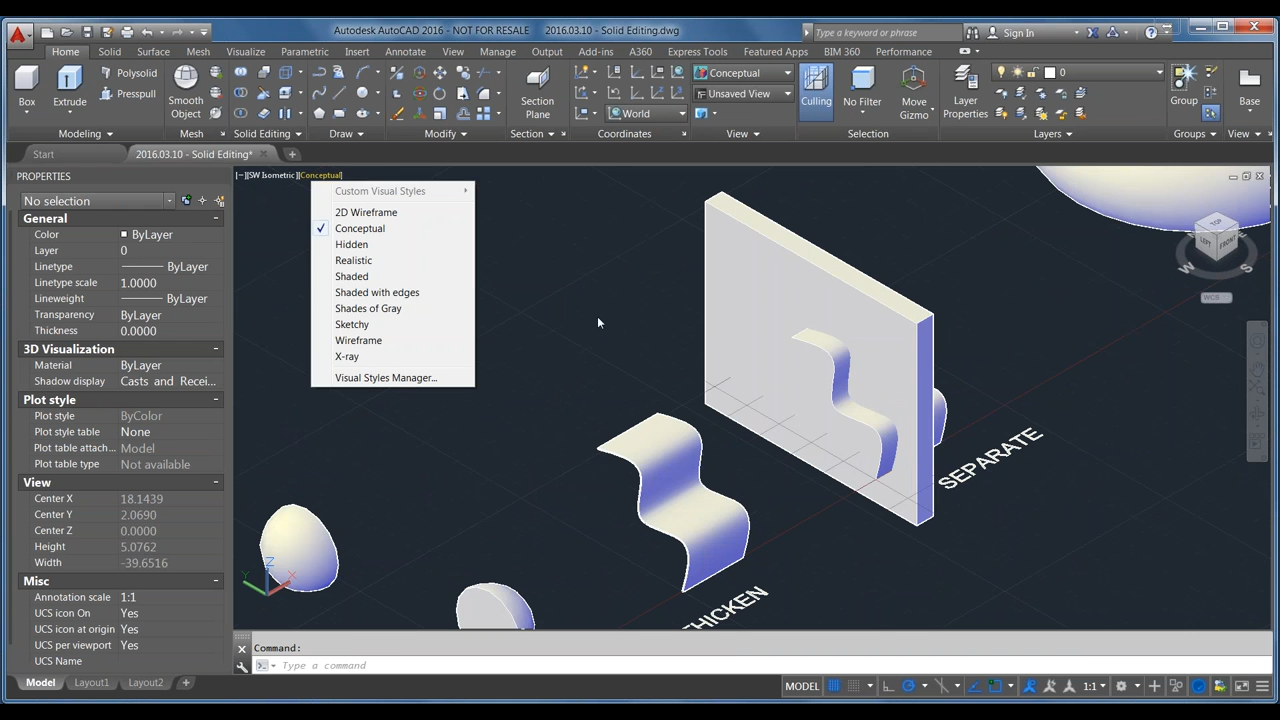 Autodesk AutoCAD 2016 - NOT FOR RESALE 2016.03.10 - Solid Editing.dwg
Type a keyword or phrase
Sign In
Home Solid Surface Mesh Visualize Parametric Insert Annotate View Manage Output Add-ins A360 Express Tools Featured Apps BIM 360 Performance
Polysolid
Presspull
Box
Extrude
Smooth
Object
Section
Plane
Conceptual
Unsaved View
World
Culling
No Filter
Move
Gizmo
Layer
Properties
0
Group
Base
Modeling
Mesh
Solid Editing
Draw
Modify
Section
Coordinates
View
Selection
Layers
Groups
View
Start
2016.03.10 - Solid Editing*
PROPERTIES
No selection
General
Color ByLayer
Layer 0
Linetype ByLayer
Linetype scale 1.0000
Lineweight ByLayer
Transparency ByLayer
Thickness 0.0000
3D Visualization
Material ByLayer
Shadow display Casts and Recei...
Plot style
Plot style ByColor
Plot style table None
Plot table attach... Model
Plot table type Not available
View
Center X 18.1439
Center Y 2.0690
Center Z 0.0000
Height 5.0762
Width -39.6516
Misc
Annotation scale 1:1
UCS icon On Yes
UCS icon at origin Yes
UCS per viewport Yes
UCS Name
[−][SW Isometric][Conceptual]
Custom Visual Styles
2D Wireframe
Conceptual
Hidden
Realistic
Shaded
Shaded with edges
Shades of Gray
Sketchy
Wireframe
X-ray
Visual Styles Manager...
LEFT
FRONT
W
S
WCS
SEPARATE
THICKEN
Z
Y
X
Command:
Type a command
Model Layout1 Layout2
MODEL
1:1